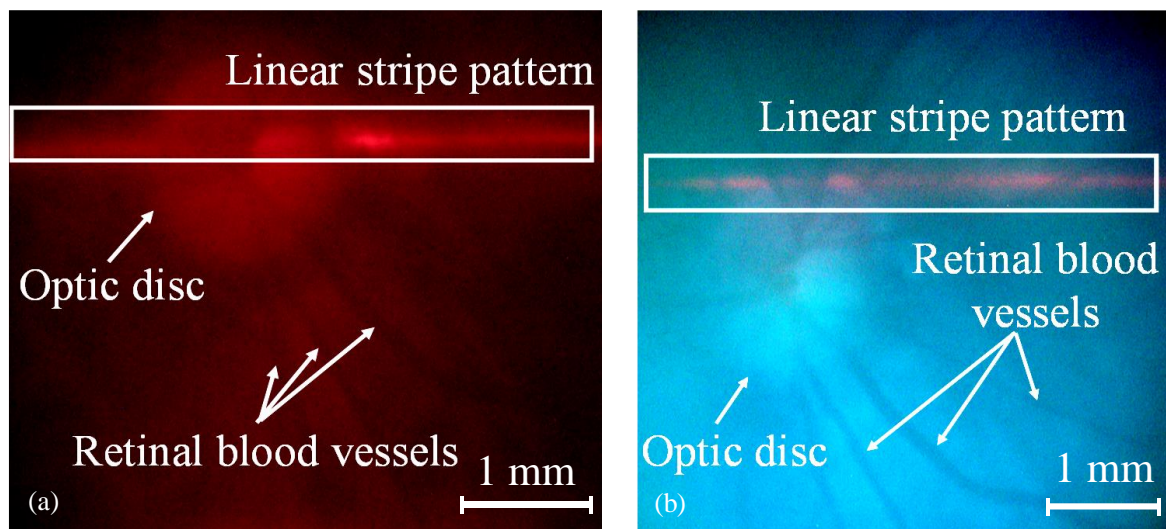 Linear stripe pattern
Optic disc
Retinal blood vessels
1 mm
(a)
Linear stripe pattern
Retinal blood
vessels
Optic disc
1 mm
(b)